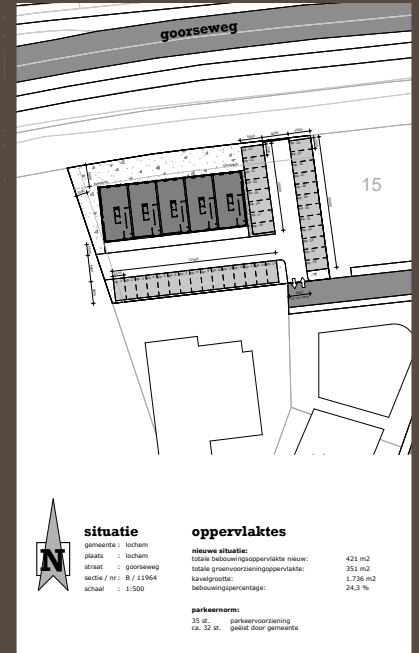 goorseweg
15
N
situatie
gemeente : lochem
plaats : lochem
straat : goorseweg
sectie / nr : B / 11964
schaal : 1:500
oppervlaktes
nieuwe situatie:
totale bebouwingsoppervlakte nieuw: 421 m2
totale groenvoorzieningoppervlakte: 351 m2
kavelgrootte: 1.736 m2
bebouwingspercentage: 24,3 %
parkeernorm:
35 st. parkeervoorziening
ca. 32 st. geëist door gemeente